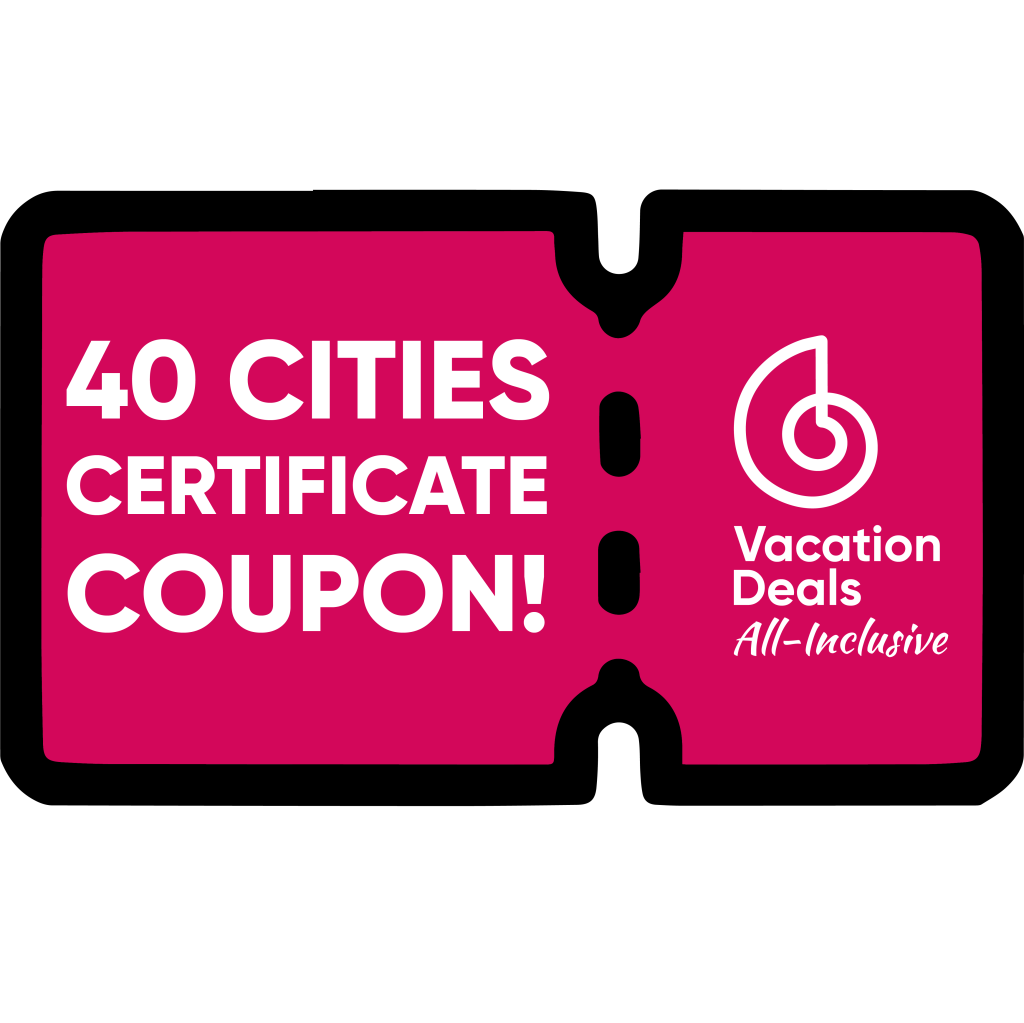 40 CITIES
CERTIFICATE
COUPON!
Vacation
Deals
All-Inclusive